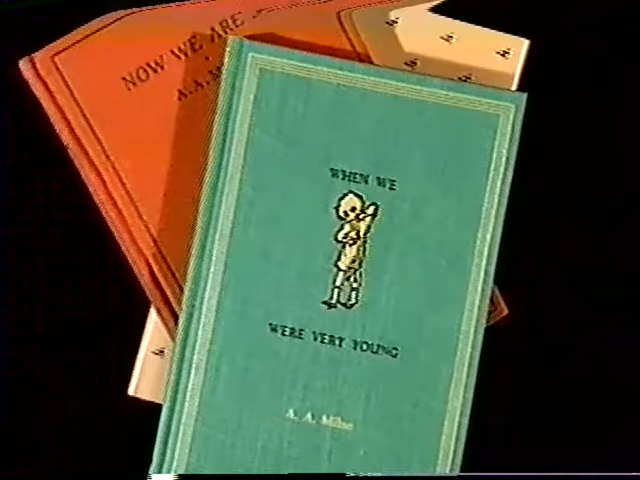 NOW WE ARE
A.A.
WHEN WE
WERE VERY YOUNG
A. A. Milne